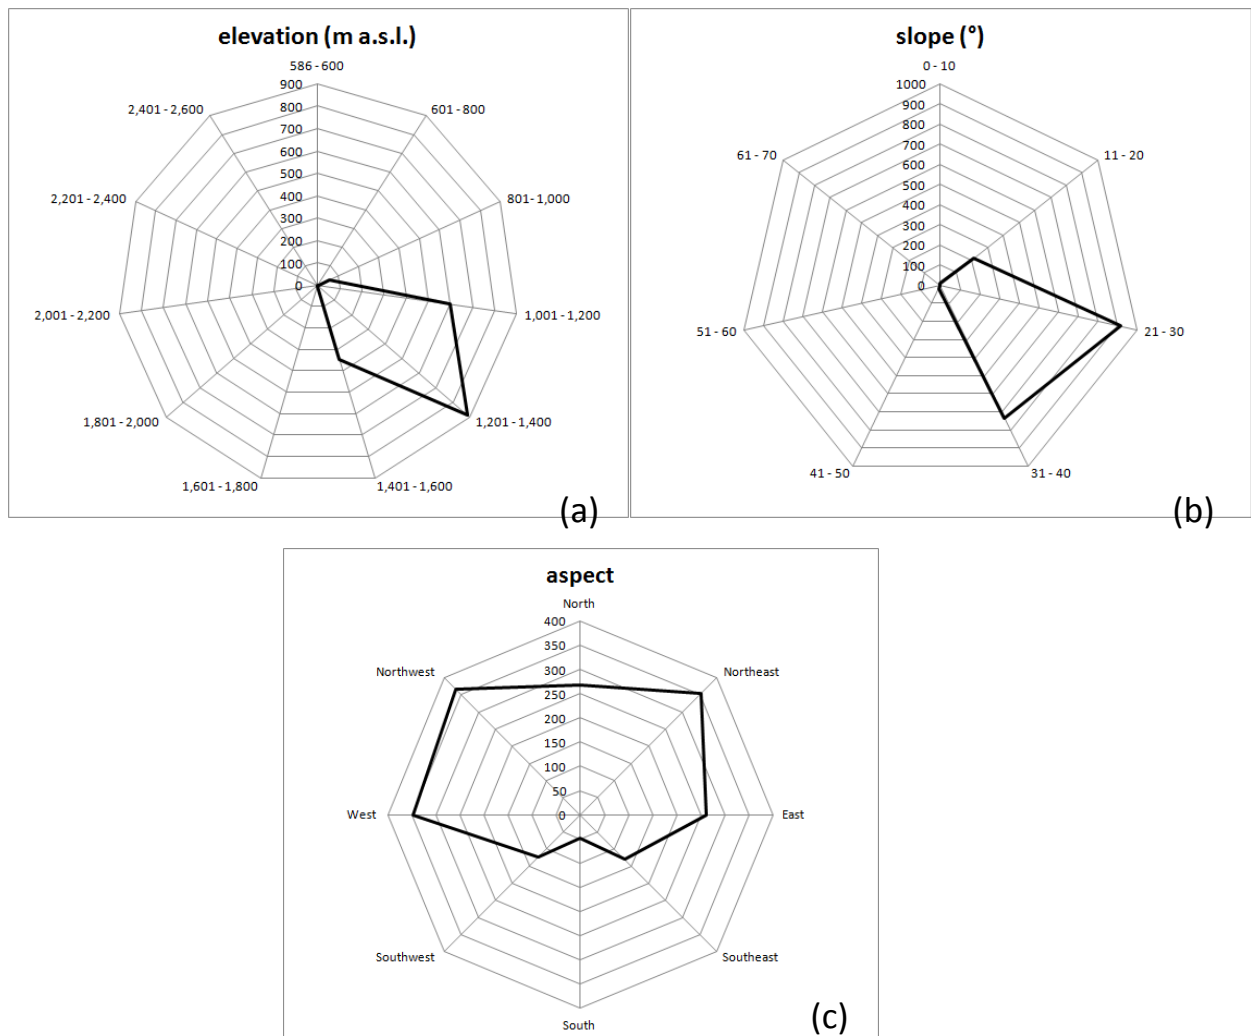 elevation (m a.s.l.)
586 - 600
900
800
700
600
500
400
300
200
100
0
601 - 800
801- 1,000
1,001 - 1,200
1,201 - 1,400
1,401 - 1,600
1,601 - 1,800
1,801 - 2,000
2,001 - 2,200
2,201 - 2,400
2,401 - 2,600
(a)
slope (°)
0 - 10
1000
900
800
700
600
500
400
300
200
100
0
11 - 20
21 - 30
31 - 40
41 - 50
51 - 60
61 - 70
(b)
aspect
North
400
350
300
250
200
150
100
50
0
Northeast
East
Southeast
South
Southwest
West
Northwest
(c)